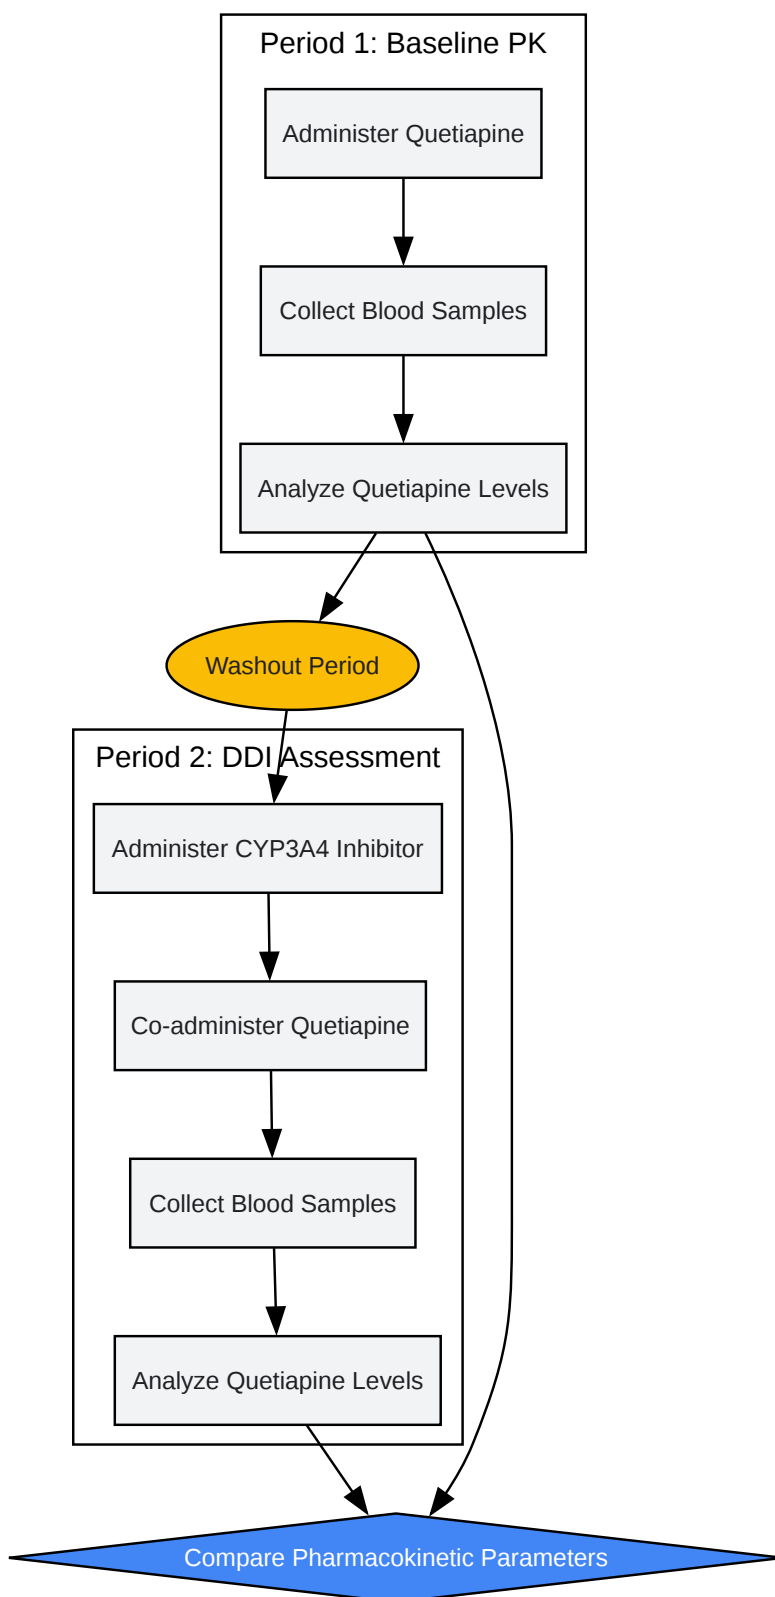 Period 1: Baseline PK
Administer Quetiapine
Collect Blood Samples
Analyze Quetiapine Levels
Washout Period
Period 2: DDI Assessment
Administer CYP3A4 Inhibitor
Co-administer Quetiapine
Collect Blood Samples
Analyze Quetiapine Levels
Compare Pharmacokinetic Parameters